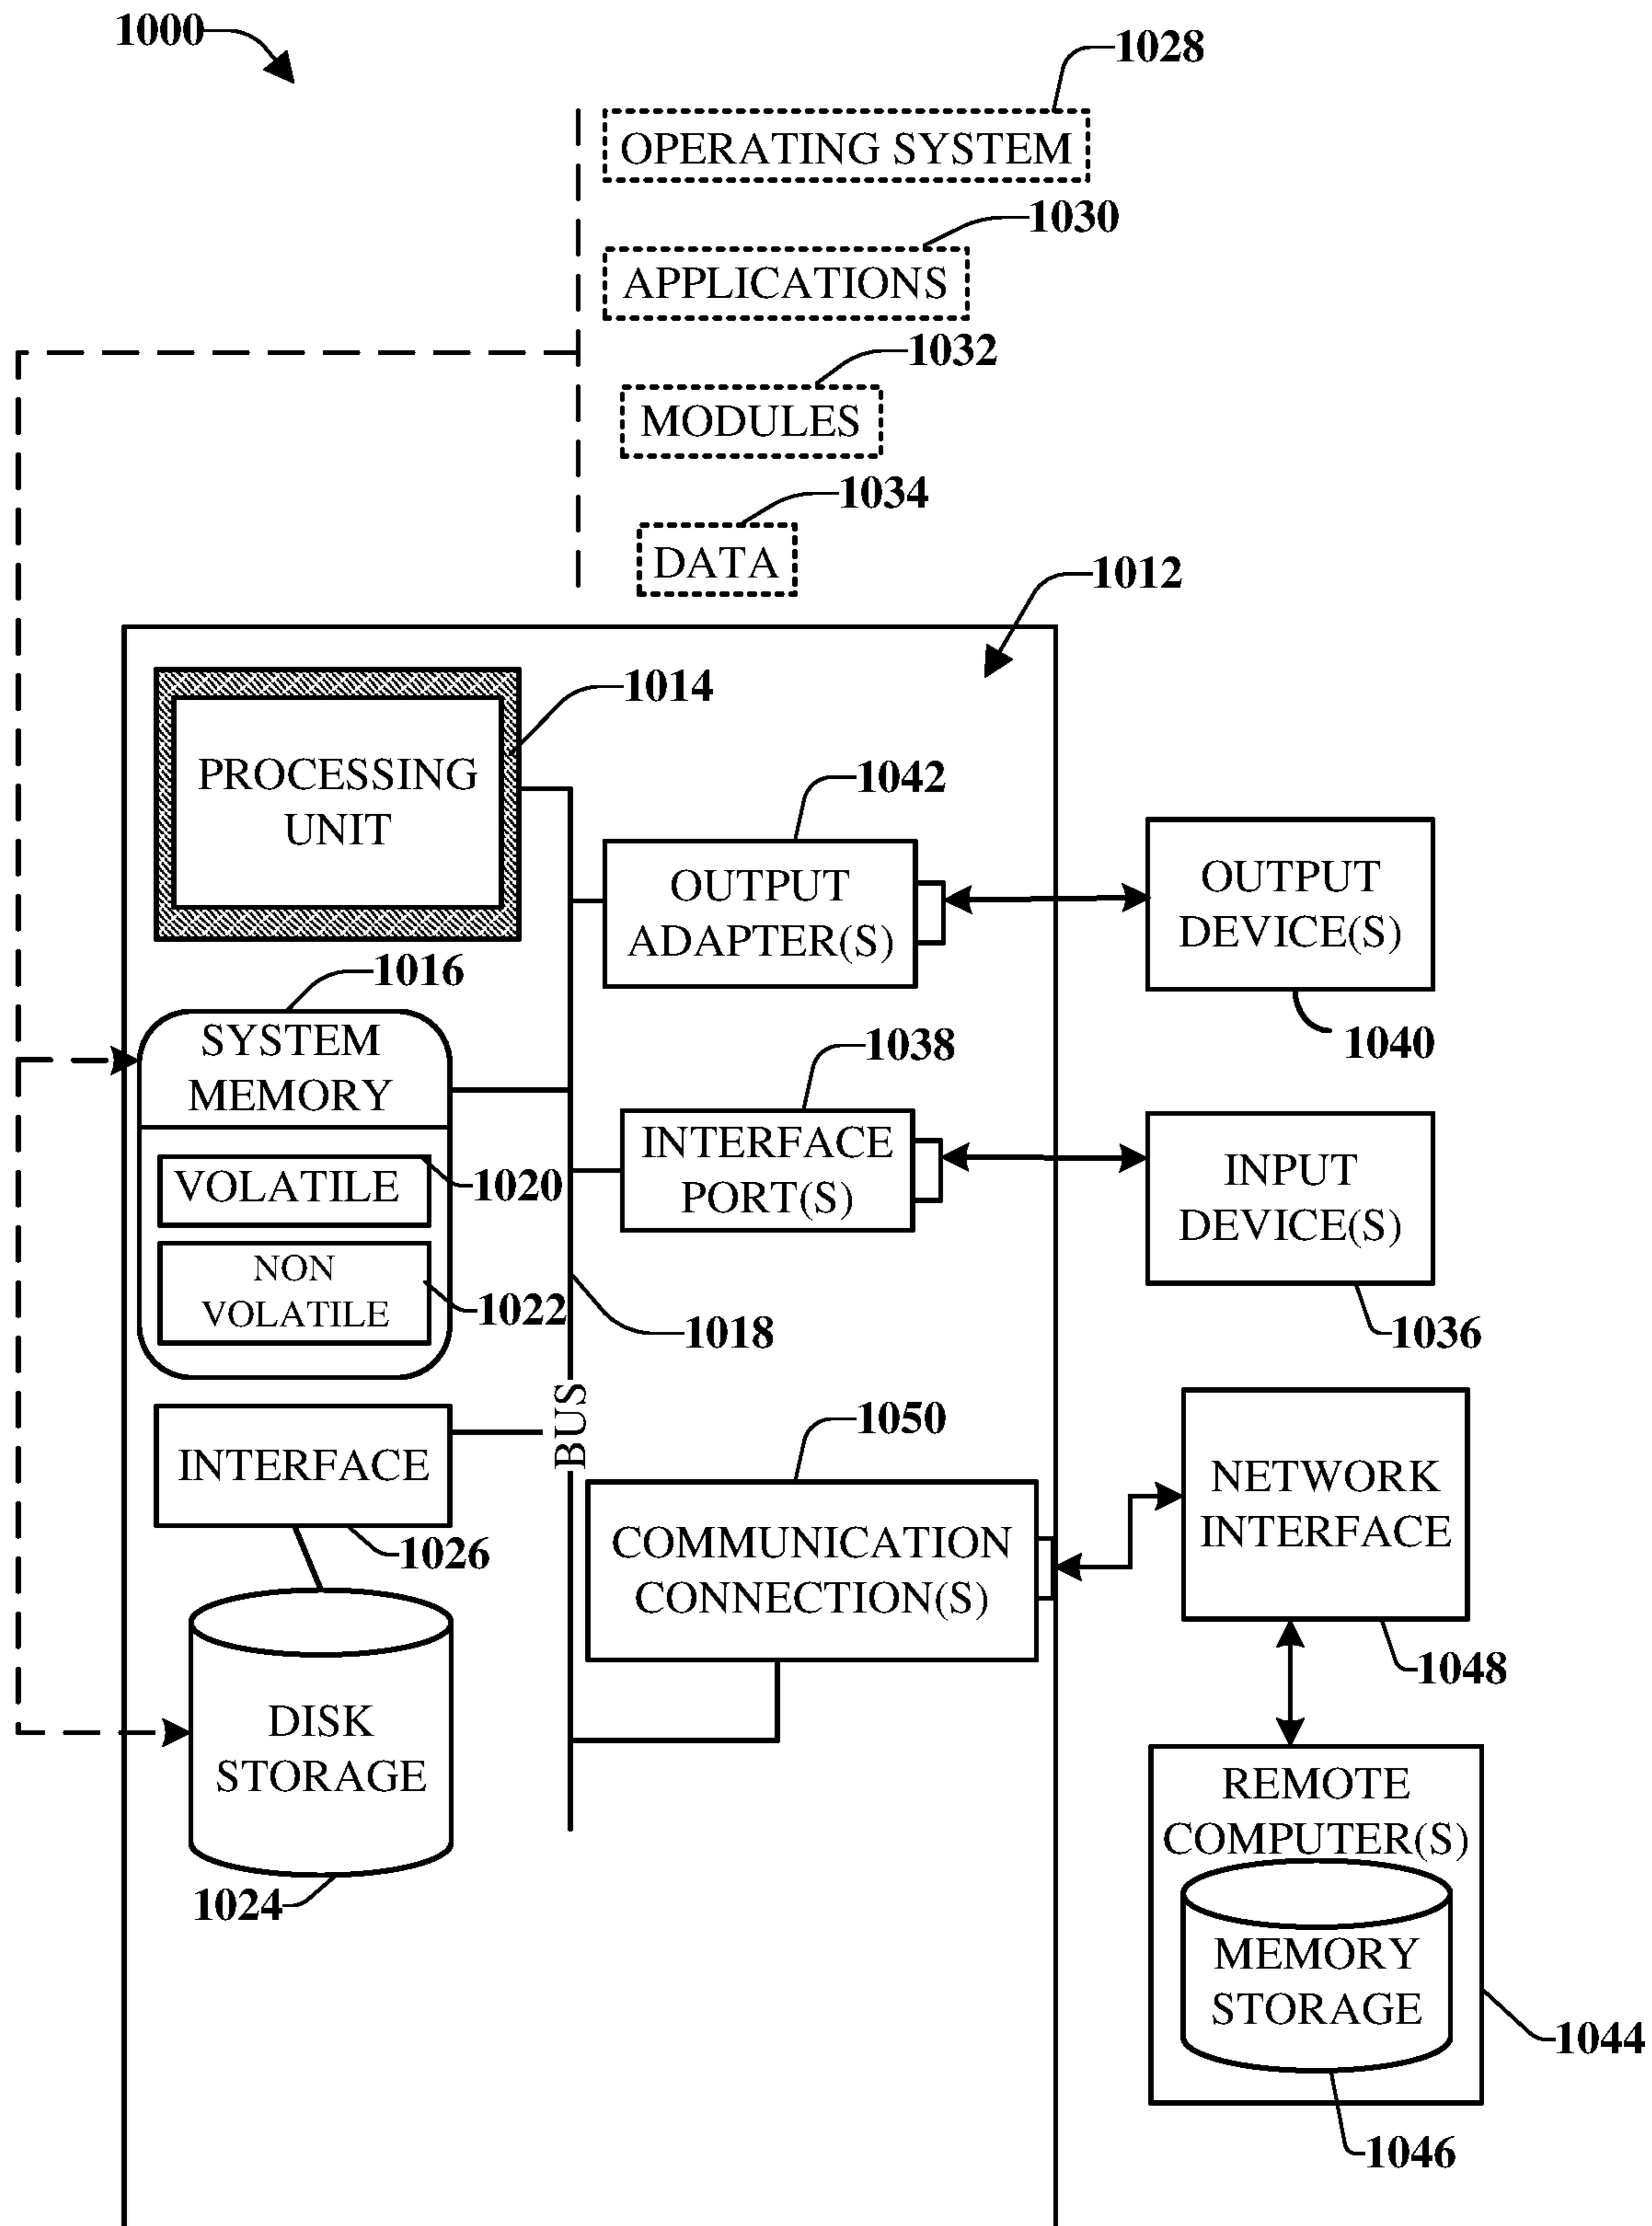 1000
1028
OPERATING SYSTEM
1030
APPLICATIONS
1032
MODULES
1034
DATA
1012
1014
PROCESSING
UNIT
1042
OUTPUT
ADAPTER(S)
OUTPUT
DEVICE(S)
1040
1016
SYSTEM
MEMORY
1038
INTERFACE
PORT(S)
INPUT
DEVICE(S)
1036
VOLATILE
1020
NON
VOLATILE
1022
1018
BUS
INTERFACE
1026
1050
COMMUNICATION
CONNECTION(S)
NETWORK
INTERFACE
1048
DISK
STORAGE
1024
REMOTE
COMPUTER(S)
MEMORY
STORAGE
1044
1046